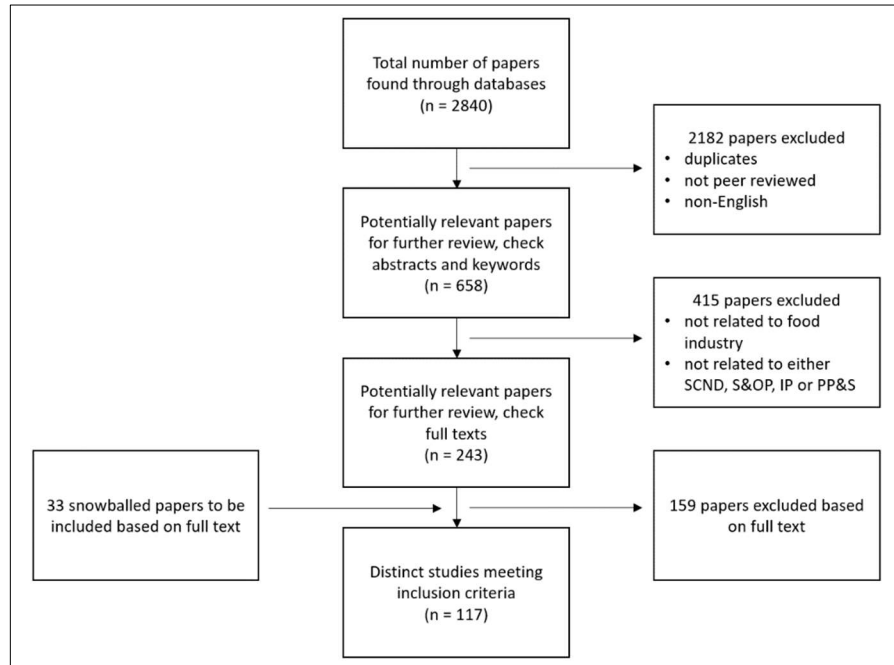 Total number of papers
found through databases
(n = 2840)
2182 papers excluded
• duplicates
• not peer reviewed
• non-English
Potentially relevant papers
for further review, check
abstracts and keywords
(n = 658)
415 papers excluded
• not related to food
industry
• not related to either
SCND, S&OP, IP or PP&S
Potentially relevant papers
for further review, check
full texts
(n = 243)
33 snowballed papers to be
included based on full text
159 papers excluded based
on full text
Distinct studies meeting
inclusion criteria
(n = 117)